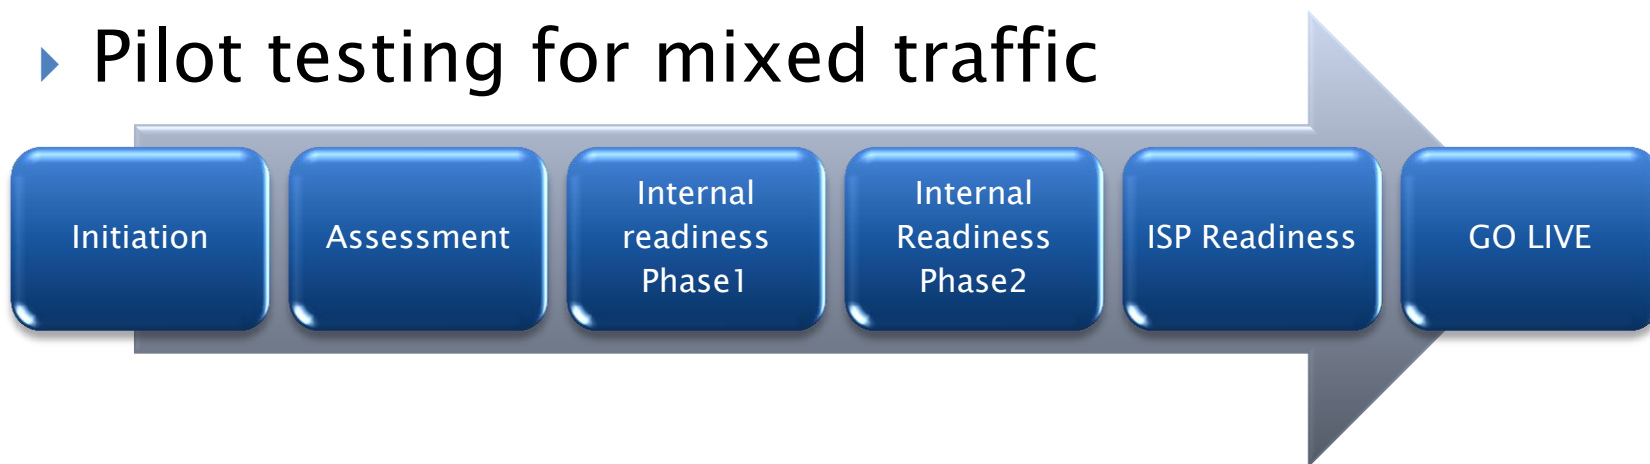 Pilot testing for mixed traffic
Initiation
Assessment
Internal
readiness
Phase1
Internal
Readiness
Phase2
ISP Readiness
GO LIVE